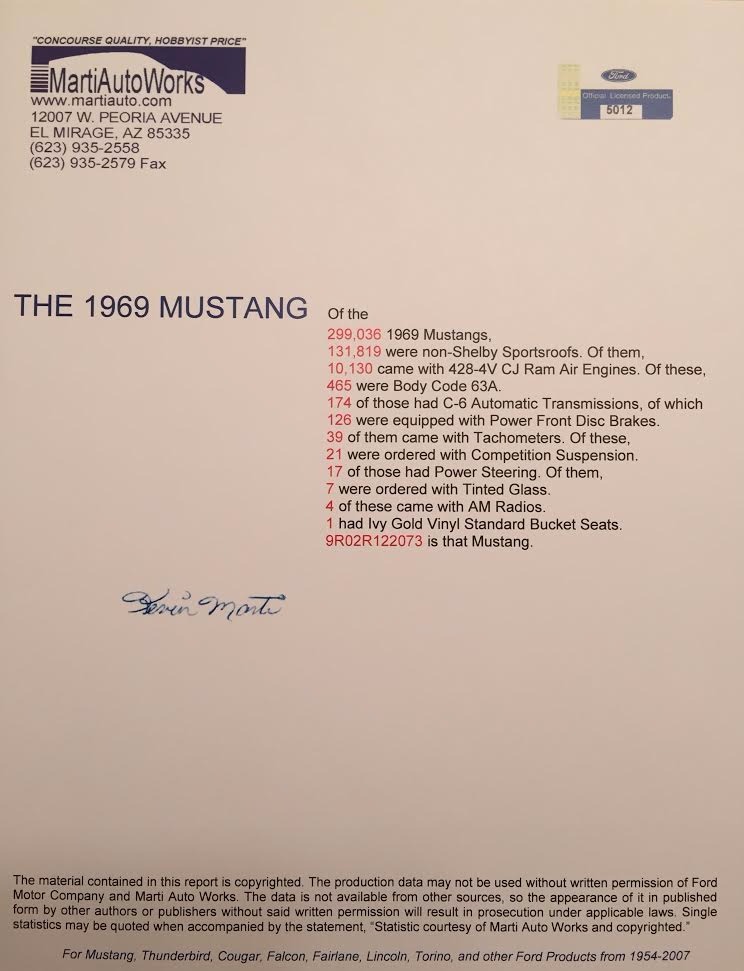 "CONCOURSE QUALITY, HOBBYIST PRICE"
MartiAutoWorks
www.martiauto.com
12007 W. PEORIA AVENUE
EL MIRAGE, AZ 85335
(623) 935-2558
(623) 935-2579 Fax
Ford
Official Licensed Product
5012
THE 1969 MUSTANG
Of the
299,036 1969 Mustangs,
131,819 were non-Shelby Sportsroofs. Of them,
10,130 came with 428-4V CJ Ram Air Engines. Of these,
465 were Body Code 63A.
174 of those had C-6 Automatic Transmissions, of which
126 were equipped with Power Front Disc Brakes.
39 of them came with Tachometers. Of these,
21 were ordered with Competition Suspension.
17 of those had Power Steering. Of them,
7 were ordered with Tinted Glass.
4 of these came with AM Radios.
1 had Ivy Gold Vinyl Standard Bucket Seats.
9R02R122073 is that Mustang.
Kevin Marti
The material contained in this report is copyrighted. The production data may not be used without written permission of Ford
Motor Company and Marti Auto Works. The data is not available from other sources, so the appearance of it in published
form by other authors or publishers without said written permission will result in prosecution under applicable laws. Single
statistics may be quoted when accompanied by the statement, "Statistic courtesy of Marti Auto Works and copyrighted."
For Mustang, Thunderbird, Cougar, Falcon, Fairlane, Lincoln, Torino, and other Ford Products from 1954-2007